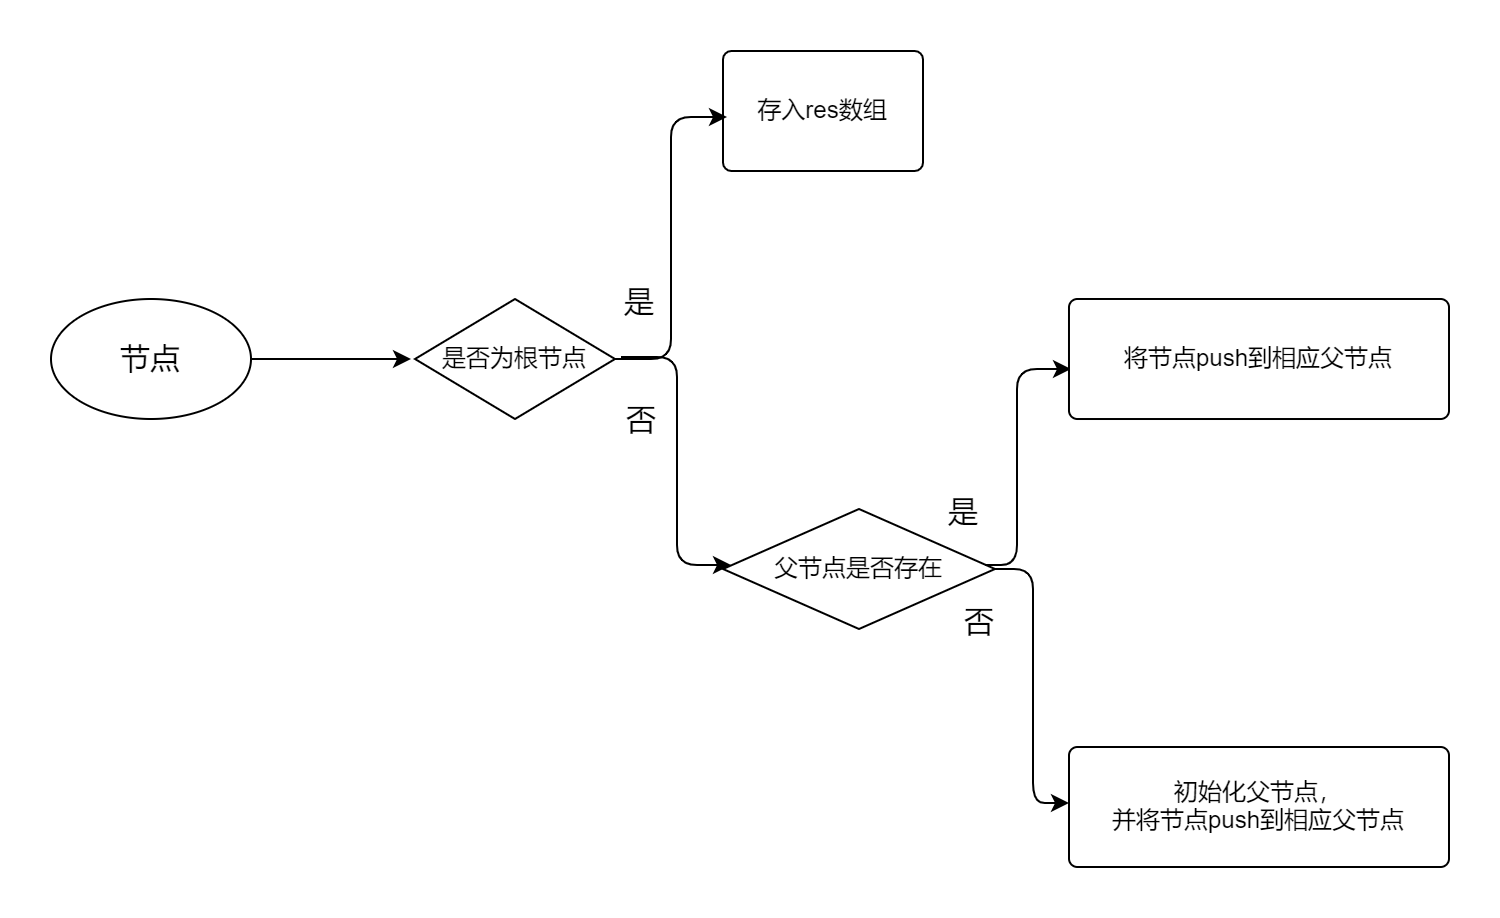 存入res数组
是
节点
是否为根节点
将节点push到相应父节点
否
是
父节点是否存在
否
初始化父节点，
并将节点push到相应父节点